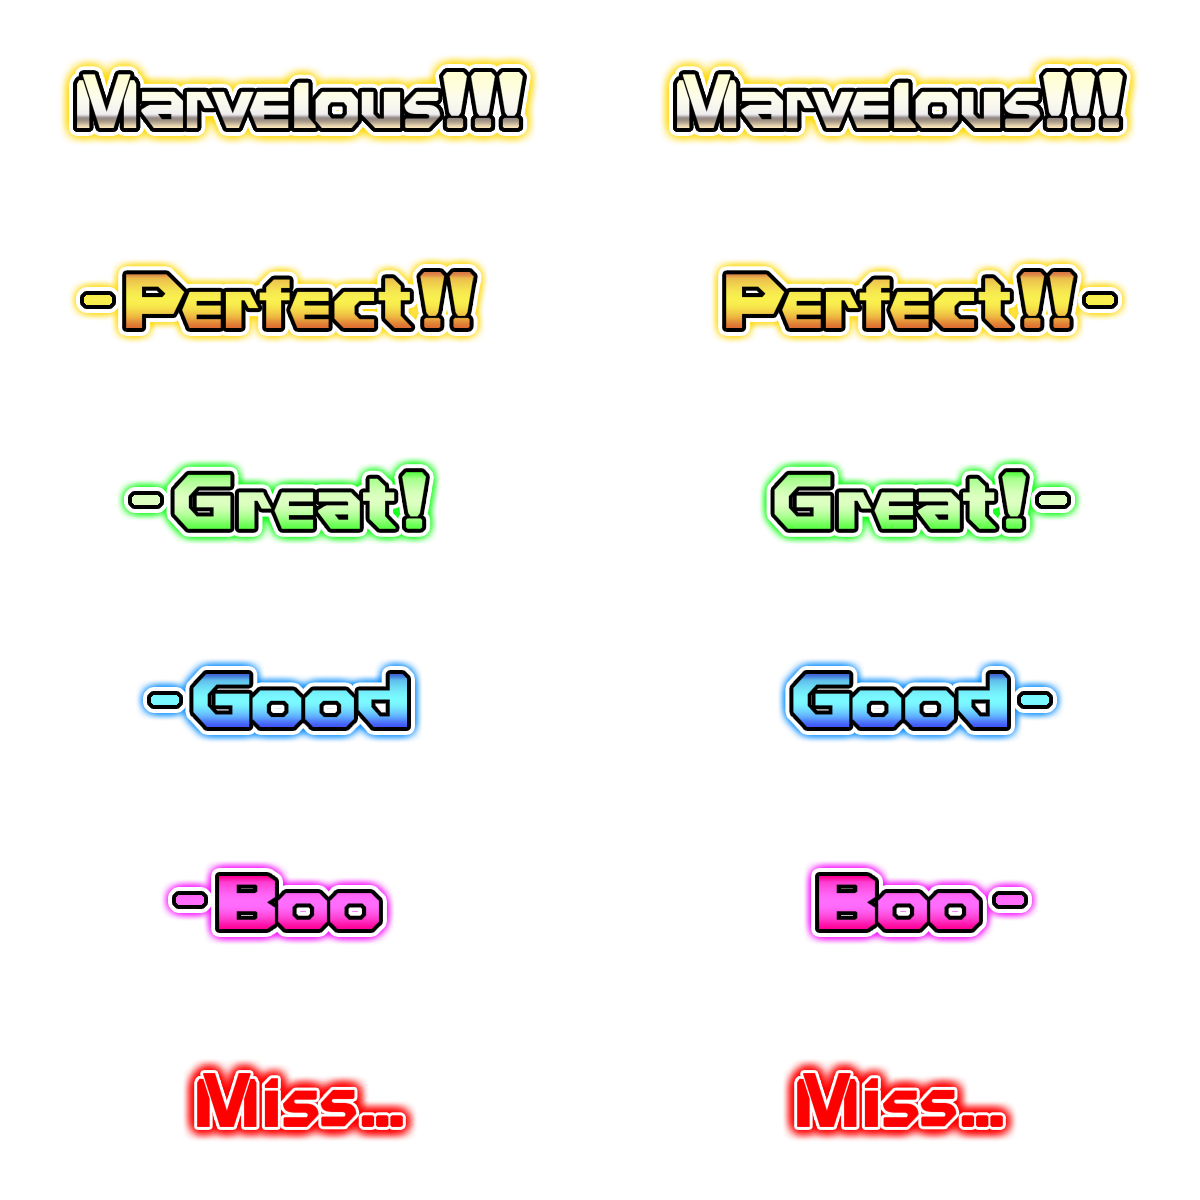 Marvelous!!! Marvelous!!!
-Perfect!! Perfect!!-
-Great! Great!-
-Good Good-
-Boo Boo-
Miss... Miss...